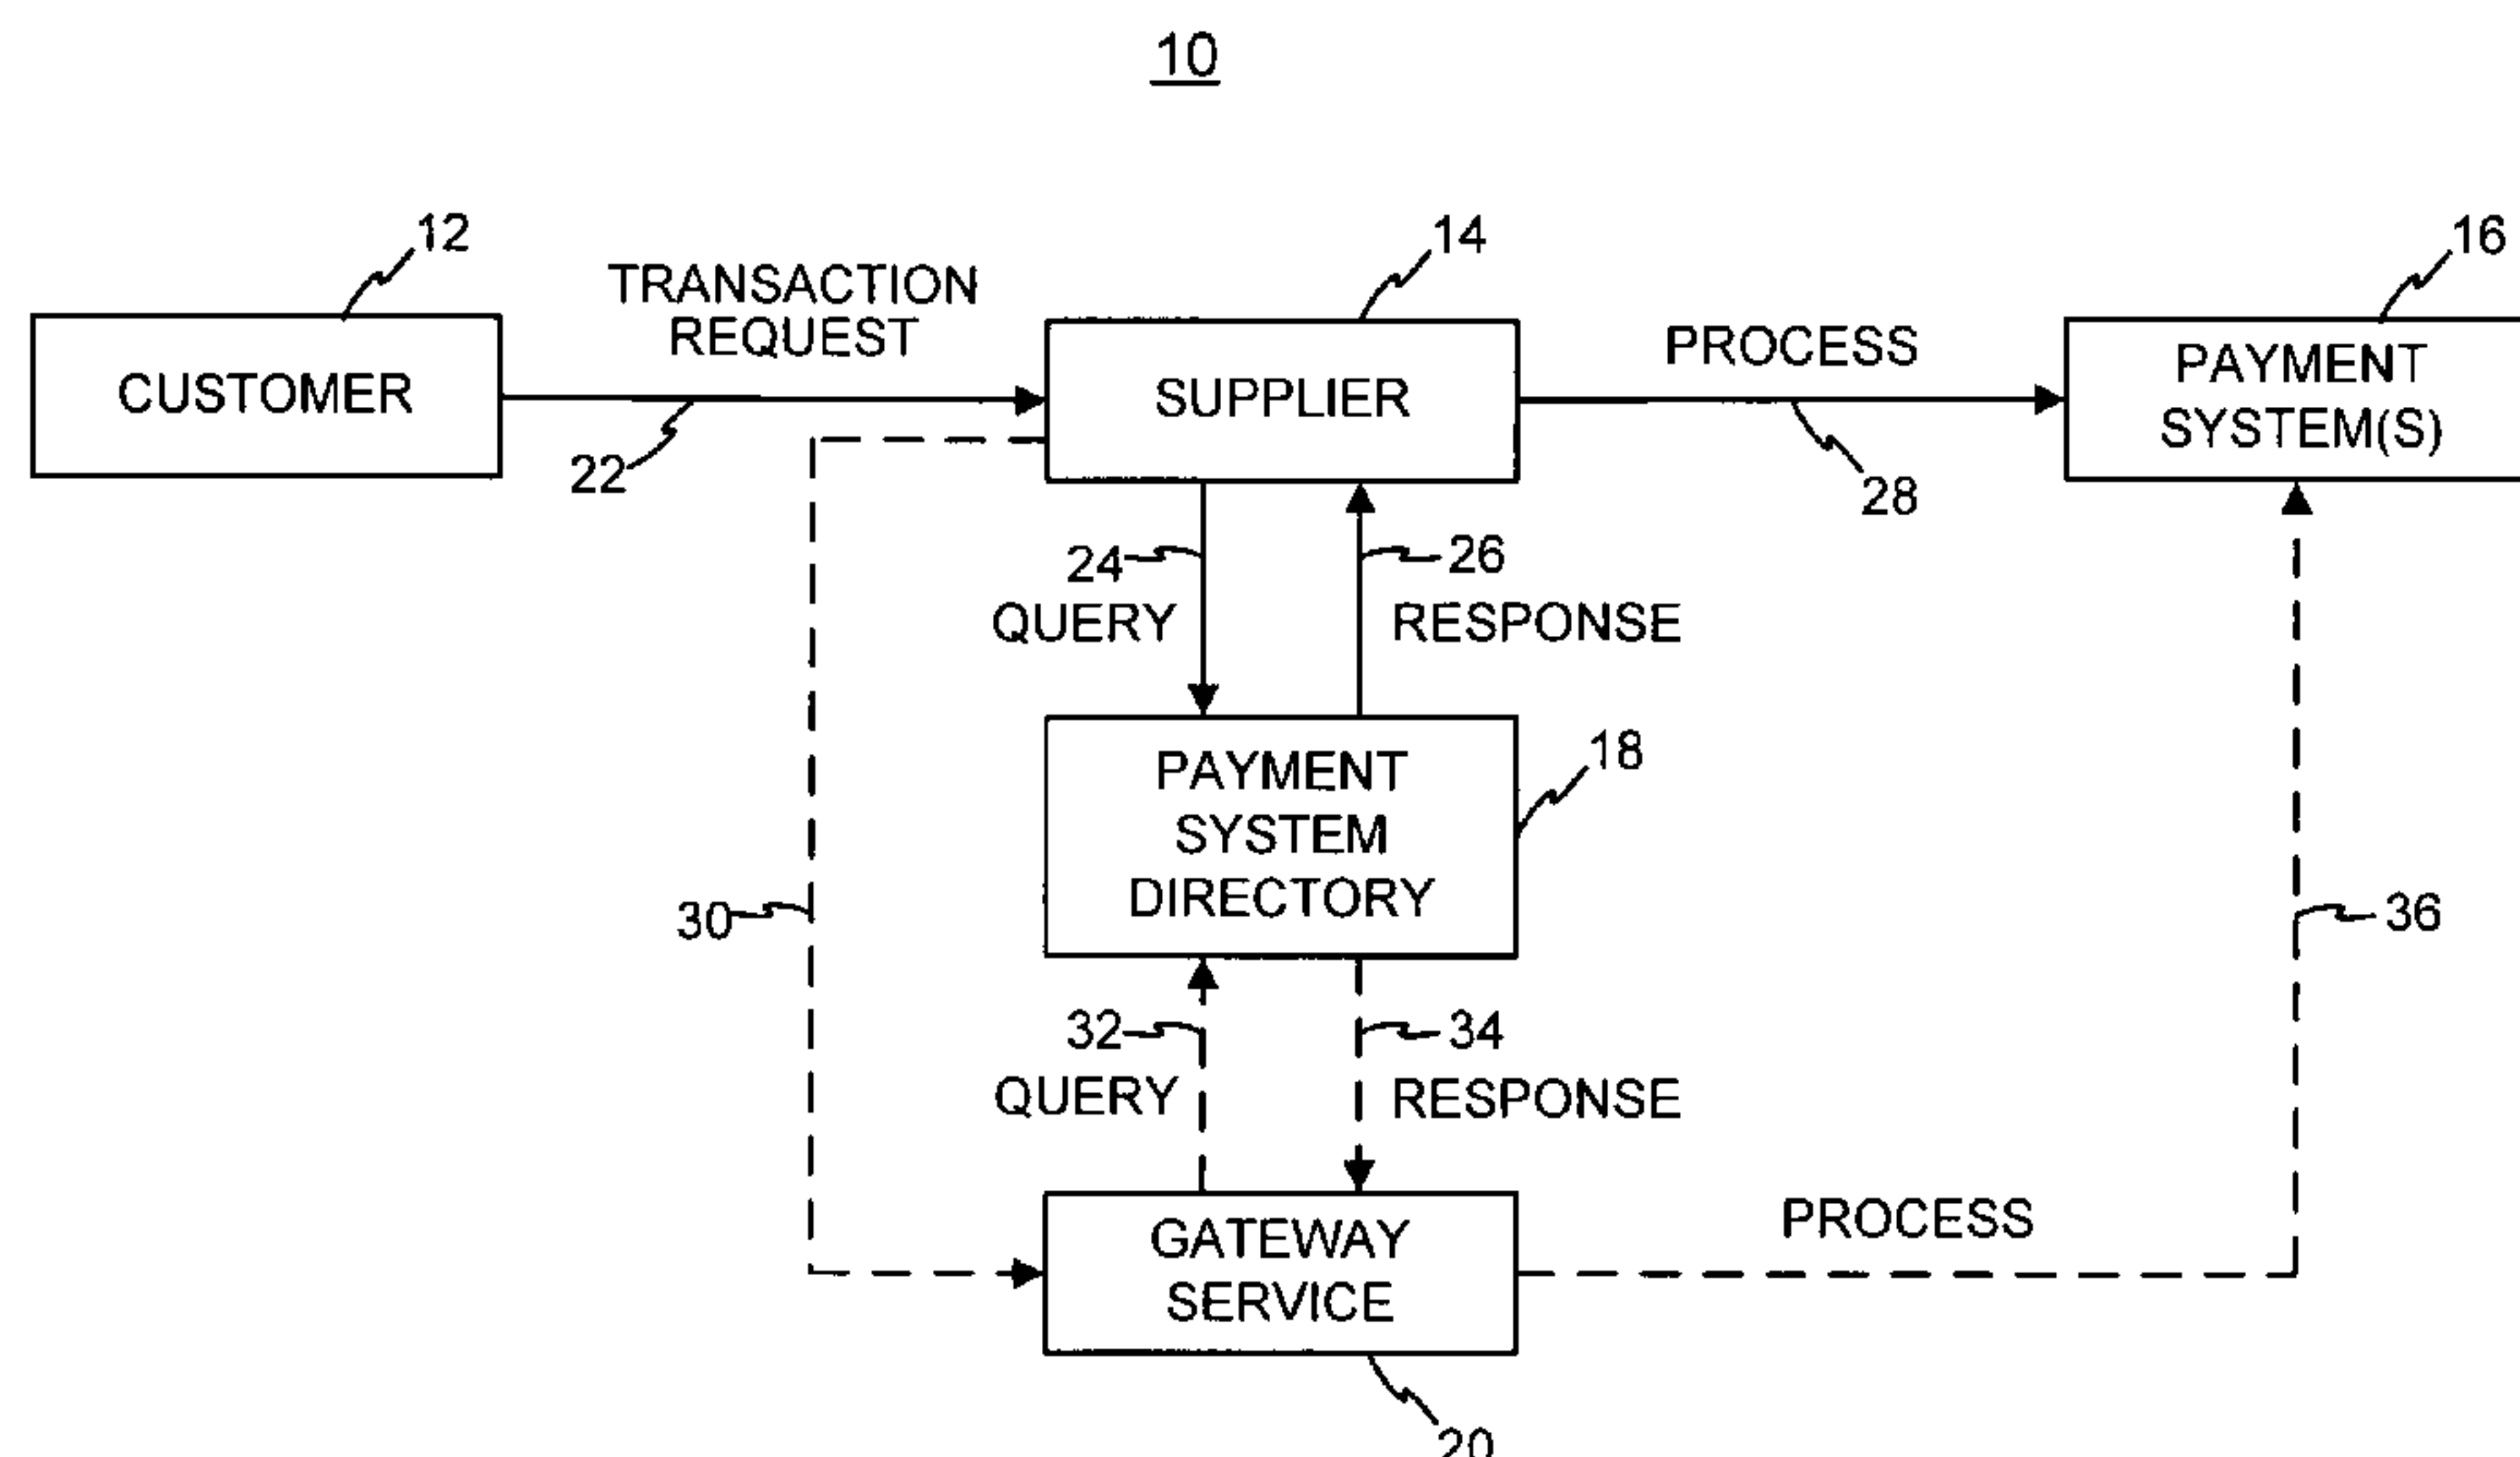 10
12
14
16
TRANSACTION
REQUEST
CUSTOMER
SUPPLIER
PROCESS
PAYMENT
SYSTEM(S)
22
28
24
26
QUERY
RESPONSE
PAYMENT
SYSTEM
DIRECTORY
18
30
36
32
34
QUERY
RESPONSE
GATEWAY
SERVICE
PROCESS
20